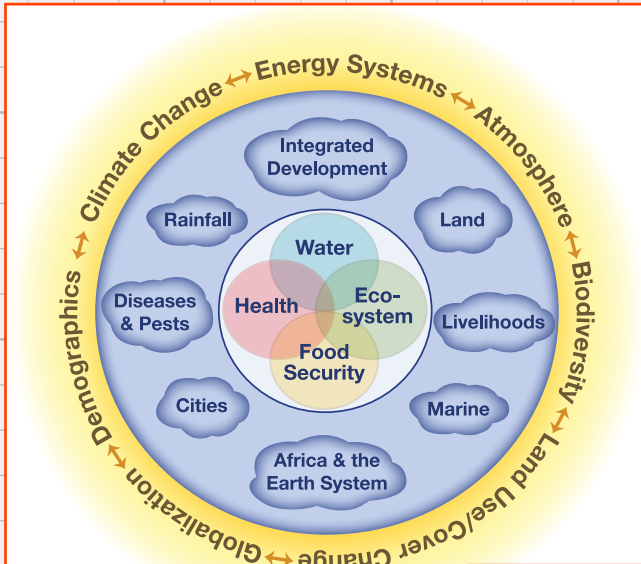 Energy Systems
Atmosphere
Biodiversity
Land Use/Cover Change
Globalization
Demographics
Climate Change
Integrated
Development
Rainfall
Land
Water
Diseases
& Pests
Health
Eco-
system
Livelihoods
Food
Security
Cities
Marine
Africa & the
Earth System